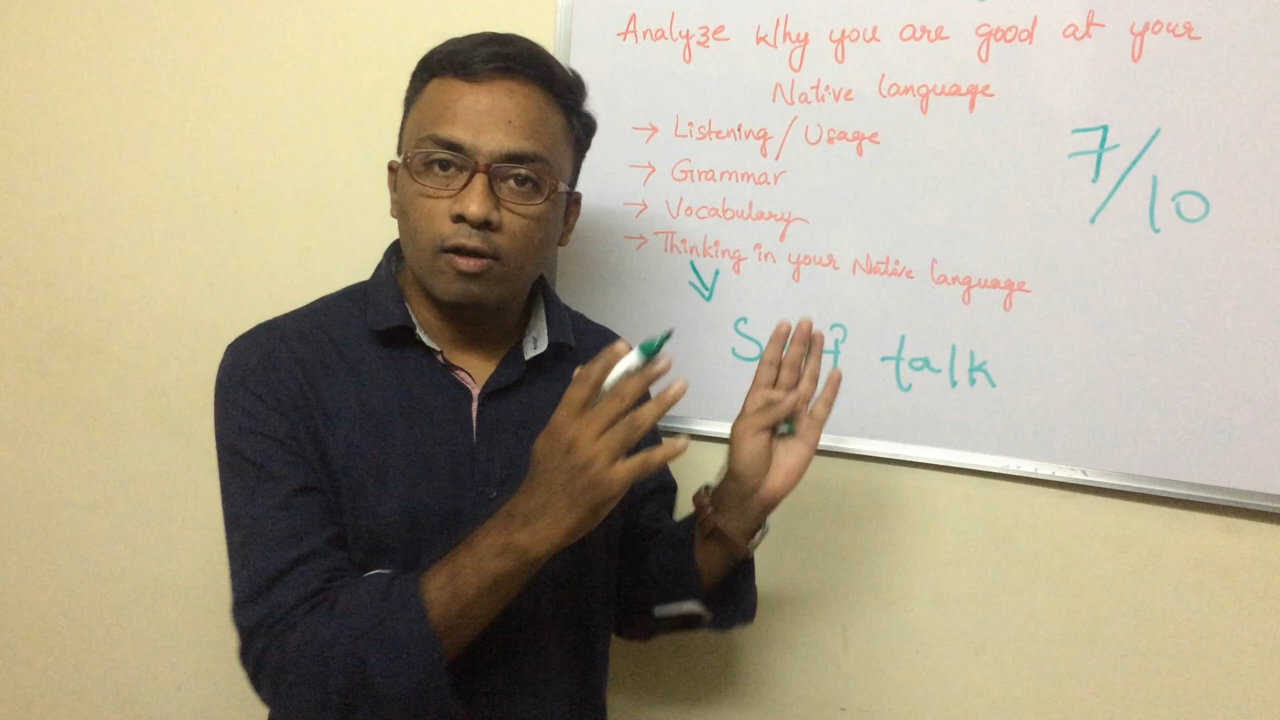 Analyze Why you are good at your
Native language
→ Listening / Usage
→ Grammar
→ Vocabulary
→ Thinking in your Native language
talk
7/10